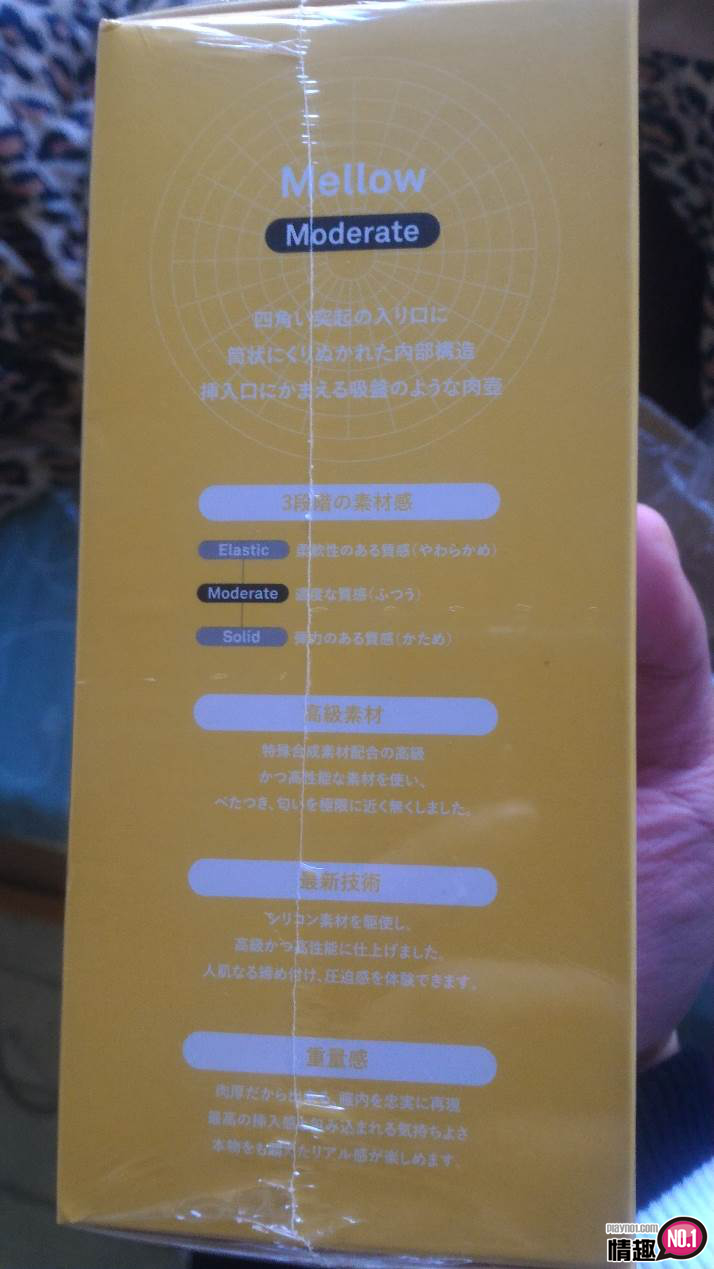 Mellow
Moderate
四角い突起の入り口に
筒状にくりぬかれた内部構造
挿入口にかまえる吸盤のような肉壺
3段階の素材感
Elastic 柔軟性のある質感(やわらかめ)
Moderate 適度な質感(ふつう)
Solid 弾力のある質感(かため)
高級素材
特殊合成素材配合の高級
かつ高性能な素材を使い、
べたつき、匂いを極限に近く無くしました。
最新技術
シリコン素材を駆使し、
高級かつ高性能に仕上げました。
人肌なる締め付け、圧迫感を体験できます。
重量感
肉厚だから出来る、膣内を忠実に再現
最高の挿入感と包み込まれる気持ちよさ
本物をも超えたリアル感が楽しめます。
playno1.com
情趣 NO.1